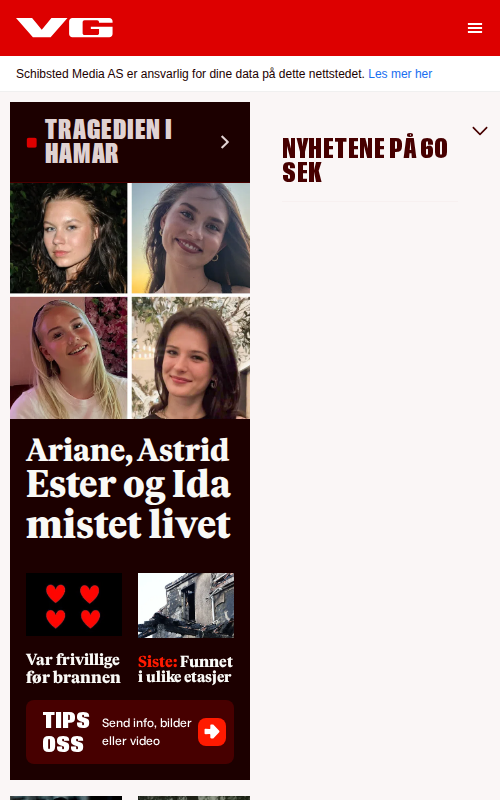 VG
Schibsted Media AS er ansvarlig for dine data på dette nettstedet. Les mer her
TRAGEDIEN I
HAMAR
Ariane, Astrid
Ester og Ida
mistet livet
Var frivillige
før brannen
Siste: Funnet
i ulike etasjer
TIPS
OSS
Send info, bilder
eller video
NYHETENE PÅ 60
SEK